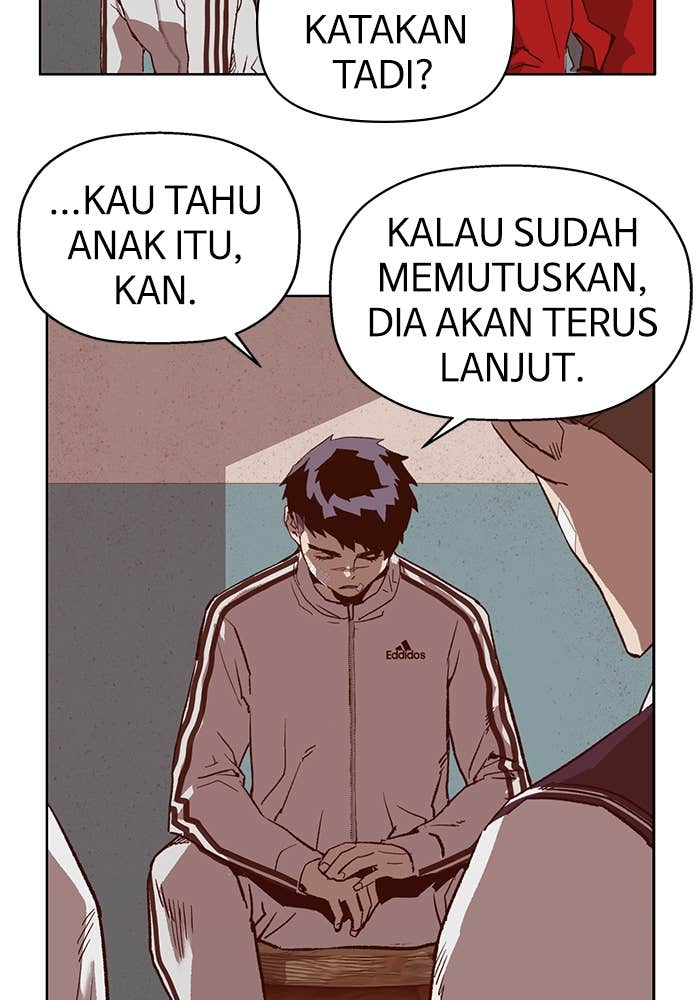 KATAKAN
TADI?
...KAU TAHU
ANAK ITU,
KAN.
KALAU SUDAH
MEMUTUSKAN,
DIA AKAN TERUS
LANJUT.
Eddidos